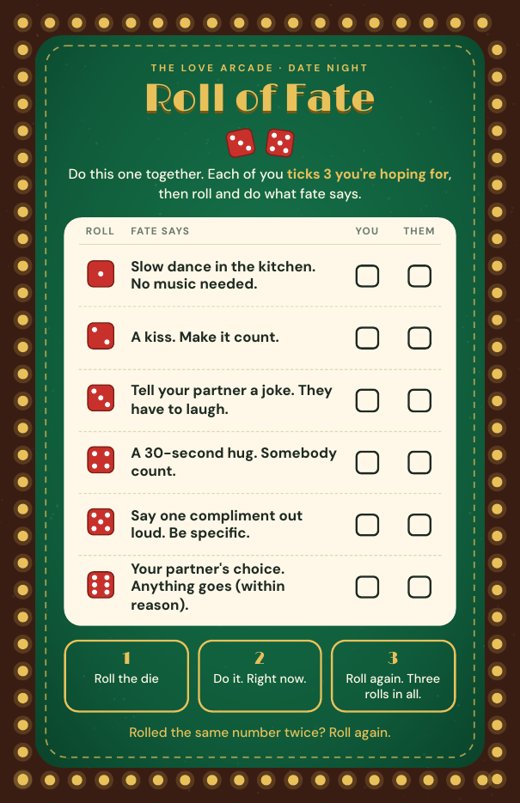 THE LOVE ARCADE · DATE NIGHT
Roll of Fate
Do this one together. Each of you ticks 3 you're hoping for,
then roll and do what fate says.
ROLL FATE SAYS YOU THEM
Slow dance in the kitchen.
No music needed.
A kiss. Make it count.
Tell your partner a joke. They
have to laugh.
A 30-second hug. Somebody
count.
Say one compliment out
loud. Be specific.
Your partner's choice.
Anything goes (within
reason).
1
Roll the die
2
Do it. Right now.
3
Roll again. Three
rolls in all.
Rolled the same number twice? Roll again.